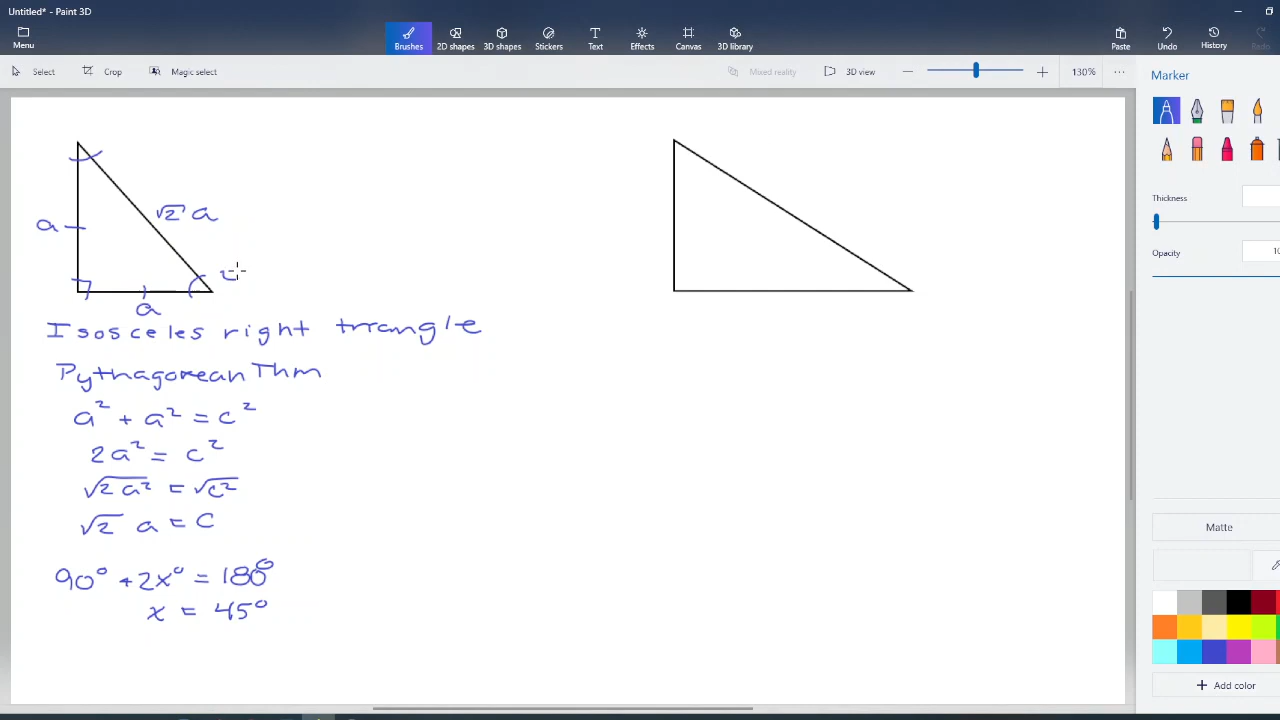 Untitled* - Paint 3D
Menu
Brushes
2D shapes
3D shapes
Stickers
Text
Effects
Canvas
3D library
Paste
Undo
History
Redo
Select
Crop
Magic select
Mixed reality
3D view
130%
Marker
Thickness
Opacity
Matte
Add color
a
√2 a
a
Isosceles right triangle
Pythagorean Thm
a² + a² = c²
2a² = c²
√2a² = √c²
√2 a = c
90° + 2x° = 180°
x = 45°